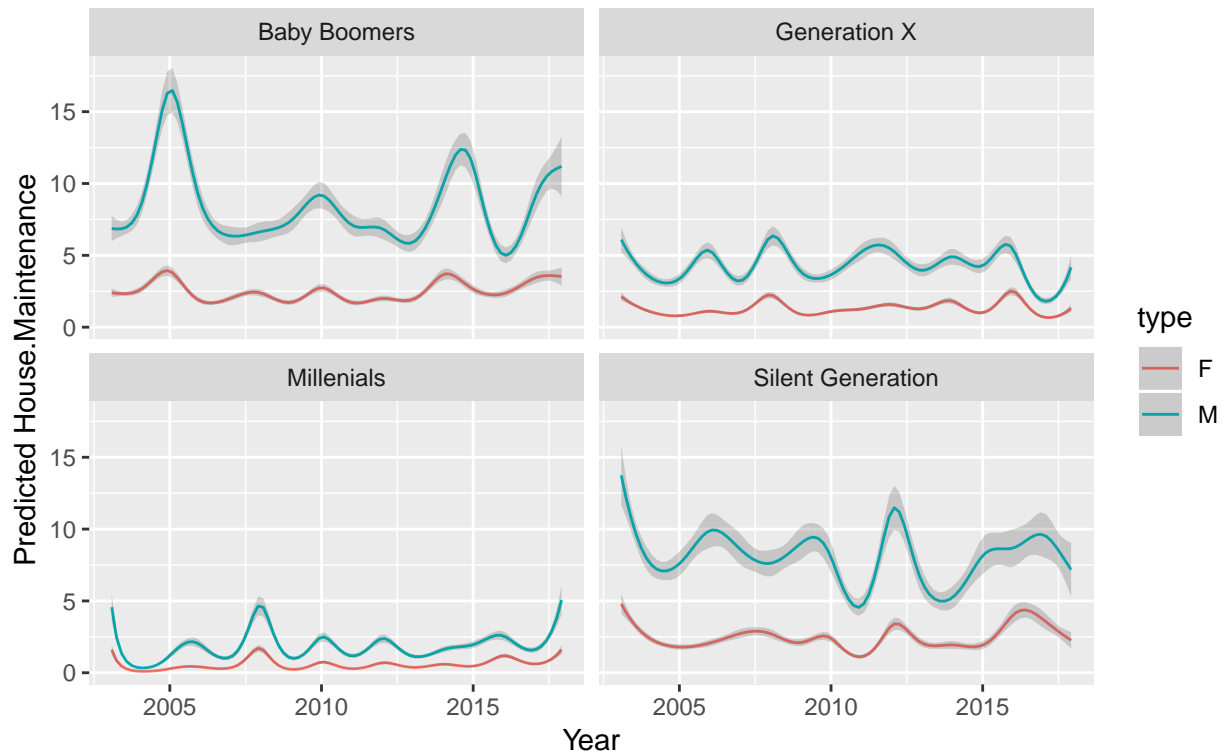 Baby Boomers
Generation X
15
10
5
0
Millenials
Silent Generation
15
10
5
0
2005
2010
2015
2005
2010
2015
Year
Predicted House.Maintenance
type
F
M